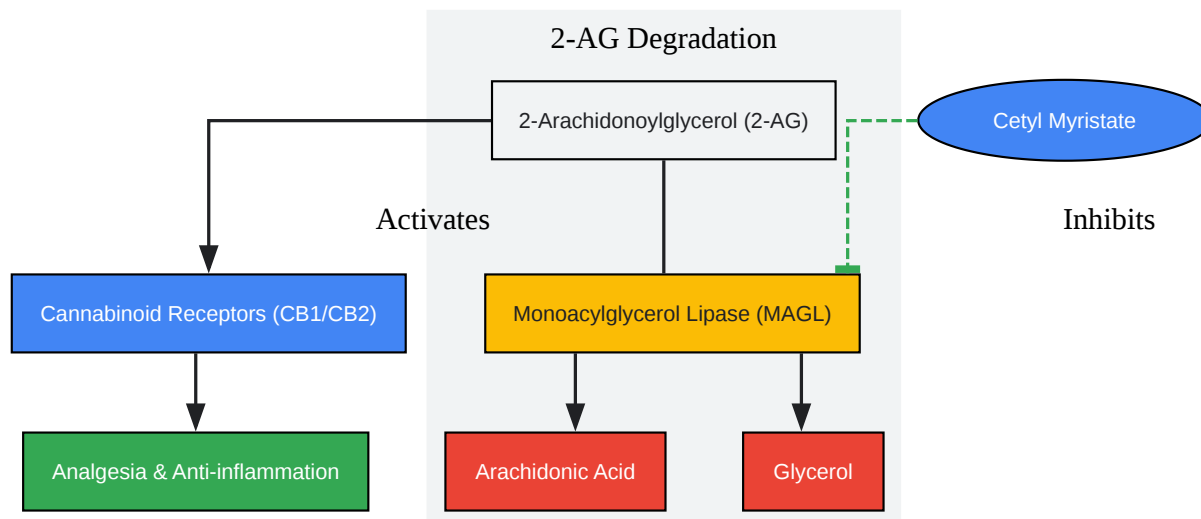 2-AG Degradation
2-Arachidonoylglycerol (2-AG)
Cetyl Myristate
Activates
Inhibits
Cannabinoid Receptors (CB1/CB2)
Monoacylglycerol Lipase (MAGL)
Analgesia & Anti-inflammation
Arachidonic Acid
Glycerol